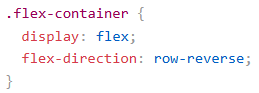 .flex-container {
  display: flex;
  flex-direction: row-reverse;
}